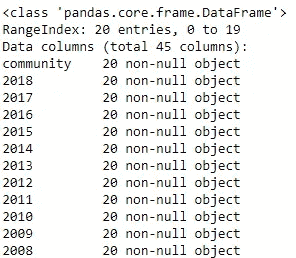 <class 'pandas.core.frame.DataFrame'>
RangeIndex: 20 entries, 0 to 19
Data columns (total 45 columns):
community    20 non-null object
2018         20 non-null object
2017         20 non-null object
2016         20 non-null object
2015         20 non-null object
2014         20 non-null object
2013         20 non-null object
2012         20 non-null object
2011         20 non-null object
2010         20 non-null object
2009         20 non-null object
2008         20 non-null object